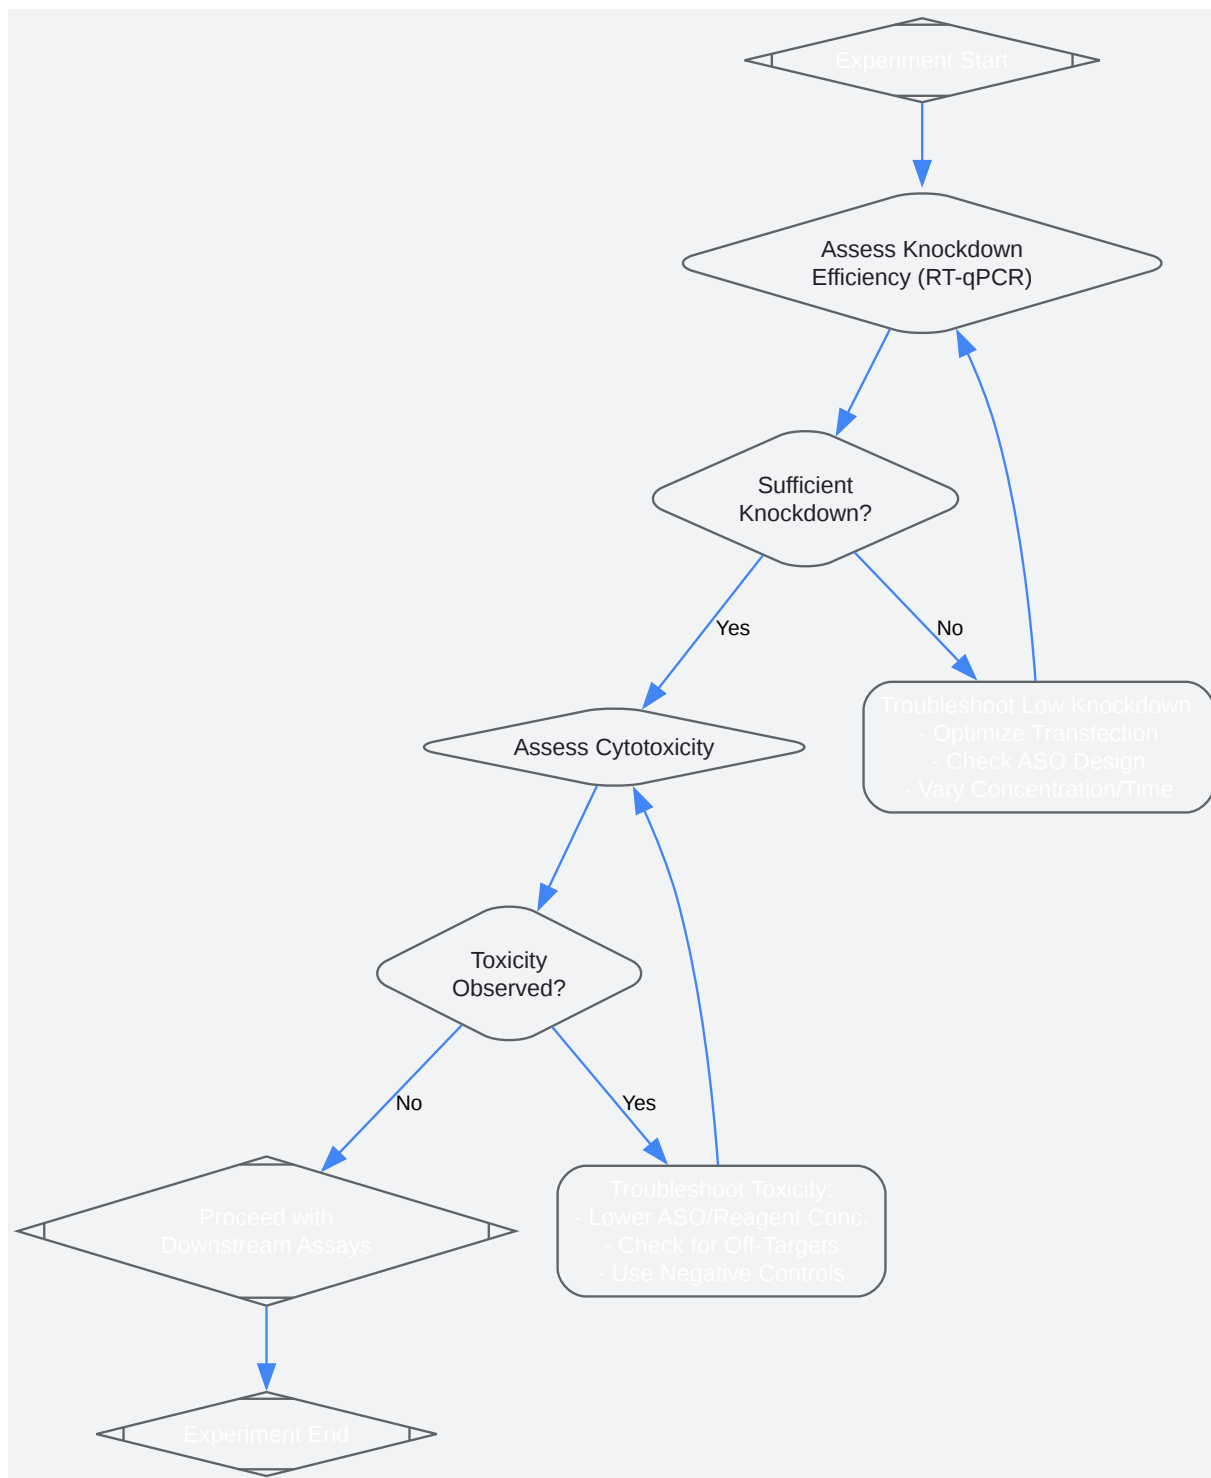 Experiment Start
Assess Knockdown
Efficiency (RT-qPCR)
Sufficient
Knockdown?
Yes
No
Troubleshoot Low Knockdown:
- Optimize Transfection
- Check ASO Design
- Vary Concentration/Time
Assess Cytotoxicity
Toxicity
Observed?
No
Yes
Proceed with
Downstream Assays
Troubleshoot Toxicity:
- Lower ASO/Reagent Conc.
- Check for Off-Targets
- Use Negative Controls
Experiment End